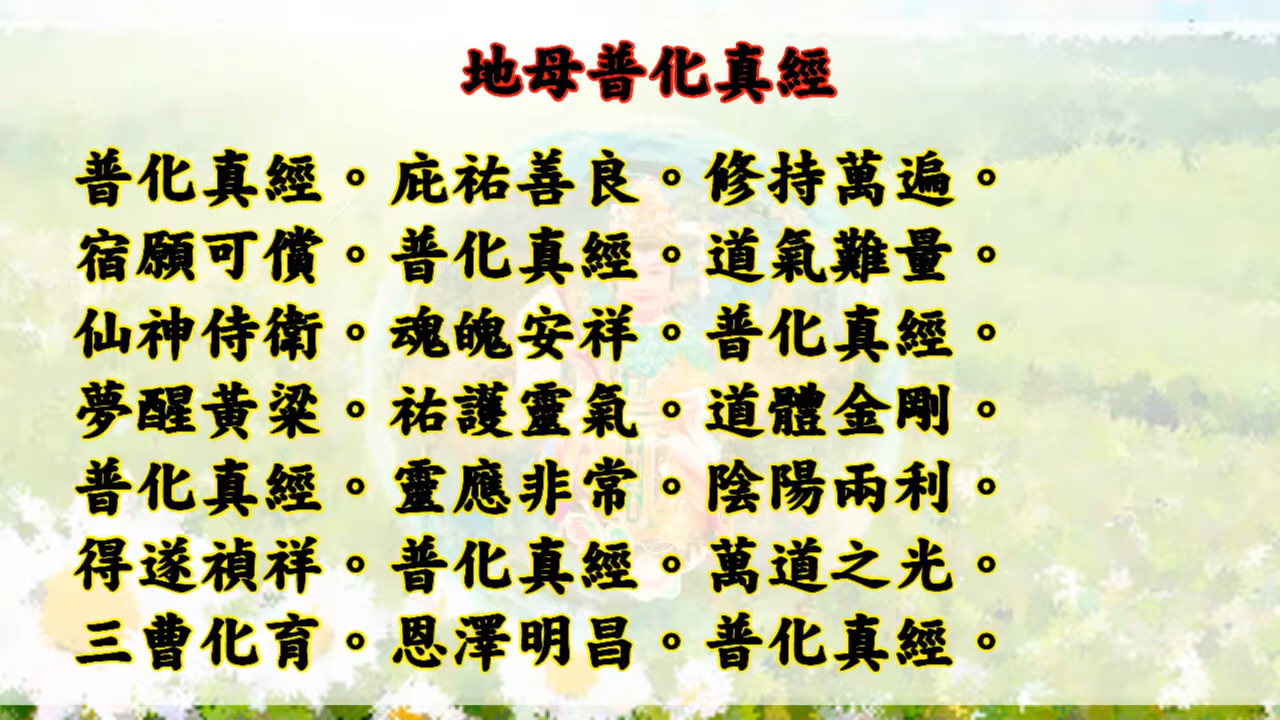 地母普化真經
普化真經。庇祐善良。修持萬遍。
宿願可償。普化真經。道氣難量。
仙神侍衛。魂魄安祥。普化真經。
夢醒黃粱。祐護靈氣。道體金剛。
普化真經。靈應非常。陰陽兩利。
得遂禎祥。普化真經。萬道之光。
三曹化育。恩澤明昌。普化真經。